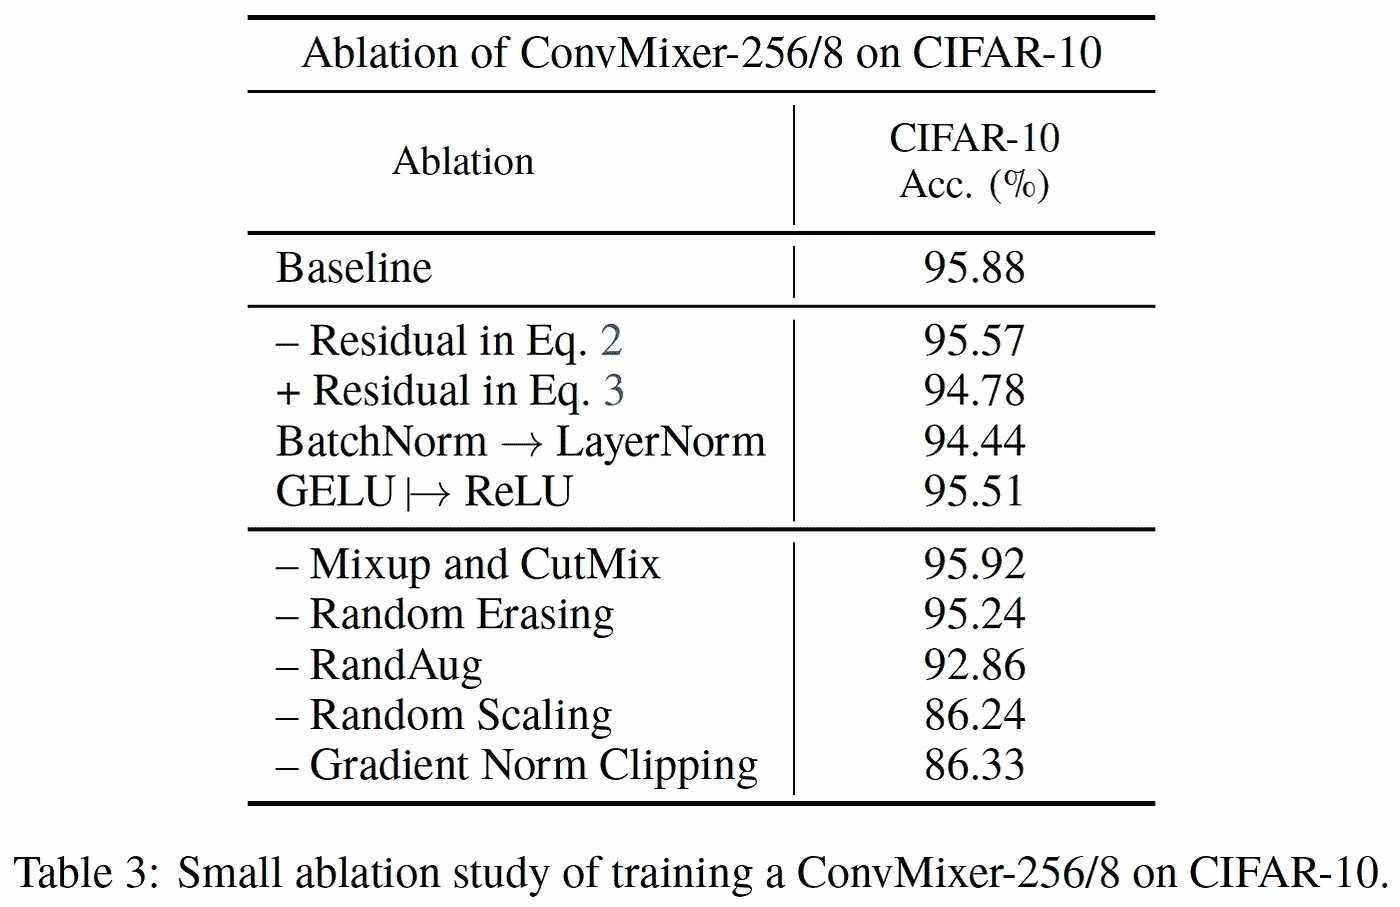 Ablation of ConvMixer-256/8 on CIFAR-10
Ablation
CIFAR-10
Acc. (%)
Baseline 95.88
– Residual in Eq. 2 95.57
+ Residual in Eq. 3 94.78
BatchNorm → LayerNorm 94.44
GELU ↦ ReLU 95.51
– Mixup and CutMix 95.92
– Random Erasing 95.24
– RandAug 92.86
– Random Scaling 86.24
– Gradient Norm Clipping 86.33
Table 3: Small ablation study of training a ConvMixer-256/8 on CIFAR-10.